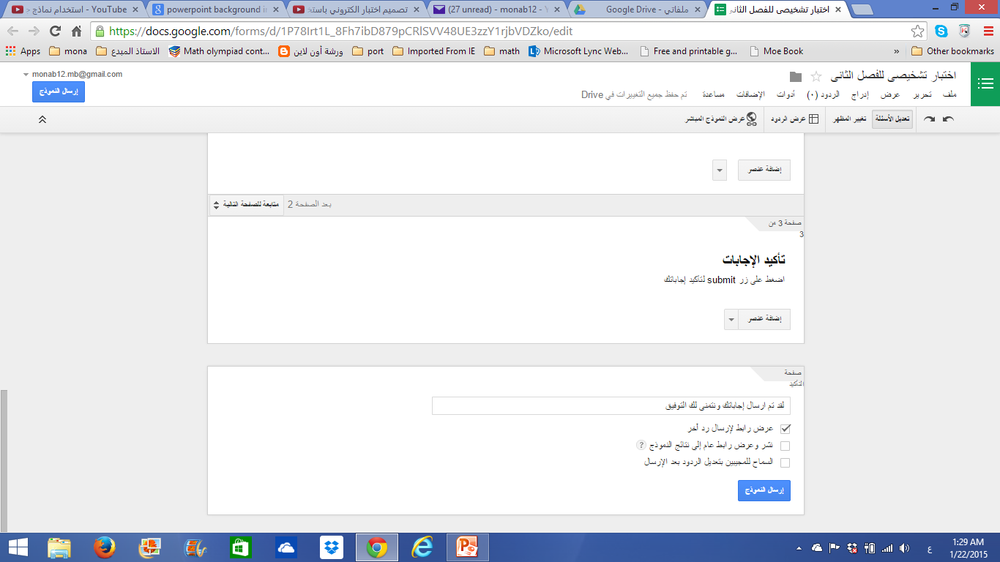 استخدام نماذج ج - YouTube
powerpoint background in
تصميم اختبار الكتروني باستخ
(27 unread) - monab12 - Y
ملفاتي - Google Drive
اختبار تشخيصى للفصل الثانى
https://docs.google.com/forms/d/1P78Irt1L_8Fh7ibD879pCRlSVV48UE3zzY1rjbVDZko/edit
Apps mona الاستاذ المبدع Math olympiad cont... ورشة أون لاين port Imported From IE math Microsoft Lync Web... Free and printable g... Moe Book » Other bookmarks
monab12.mb@gmail.com
إرسال النموذج
اختبار تشخيصى للفصل الثانى
ملف تحرير عرض إدراج الردود (٠) أدوات الإضافات مساعدة تم حفظ جميع التغييرات في Drive
تعديل الأسئلة تغيير المظهر عرض الردود عرض النموذج المباشر
إضافة عنصر
بعد الصفحة 2 متابعة للصفحة التالية
صفحة 3 من
3
تأكيد الإجابات
اضغط على زر submit لتأكيد إجاباتك
إضافة عنصر
صفحة
التأكيد
لقد تم ارسال إجاباتك ونتمنى لك التوفيق
عرض رابط لإرسال رد آخر
نشر وعرض رابط عام إلى نتائج النموذج ?
السماح للمجيبين بتعديل الردود بعد الإرسال
إرسال النموذج
ع
1:29 AM
1/22/2015